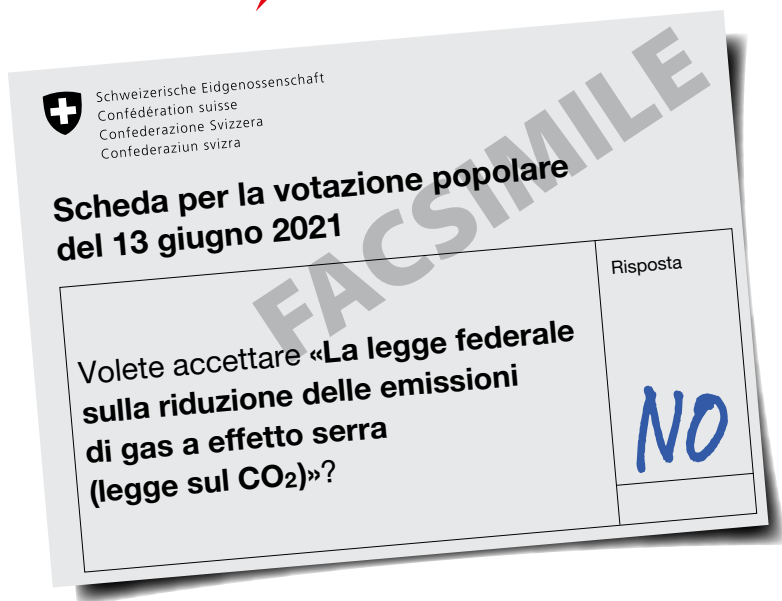 Schweizerische Eidgenossenschaft
Confédération suisse
Confederazione Svizzera
Confederaziun svizra
Scheda per la votazione popolare
del 13 giugno 2021
FACSIMILE
Risposta
Volete accettare «La legge federale
sulla riduzione delle emissioni
di gas a effetto serra
(legge sul CO2)»?
NO